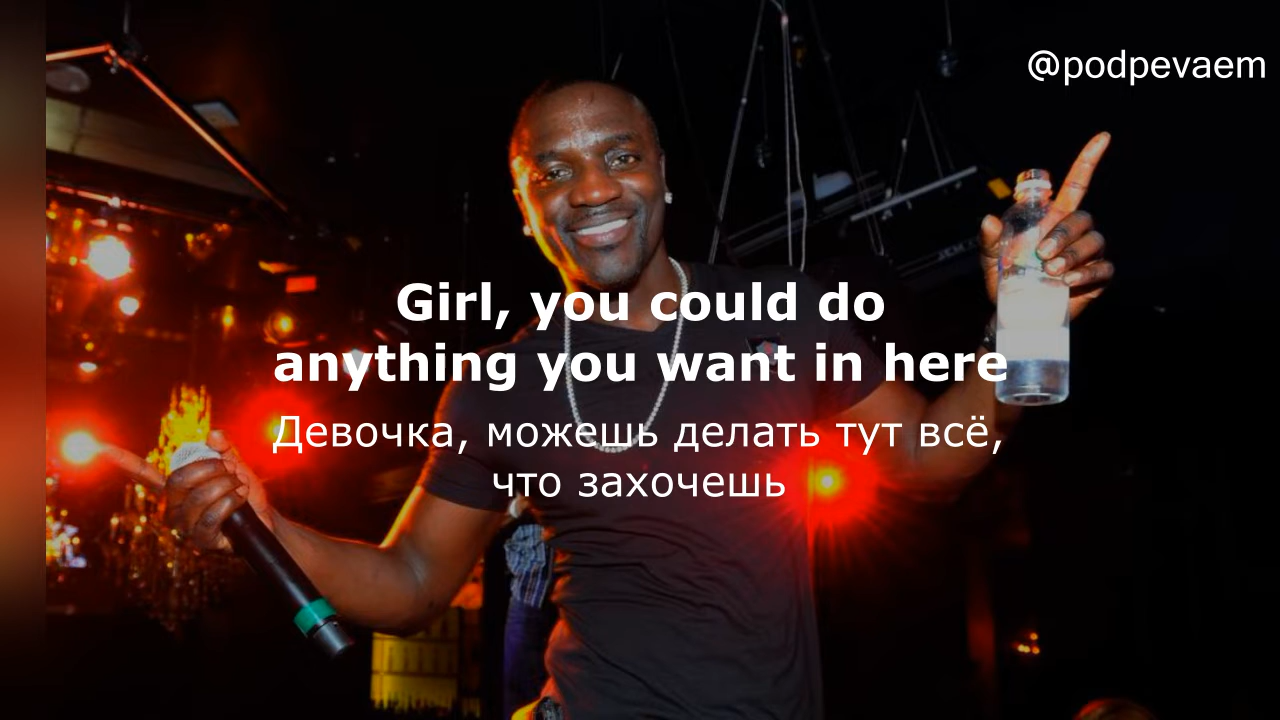 @podpevaem
Girl, you could do
anything you want in here
Девочка, можешь делать тут всё,
что захочешь